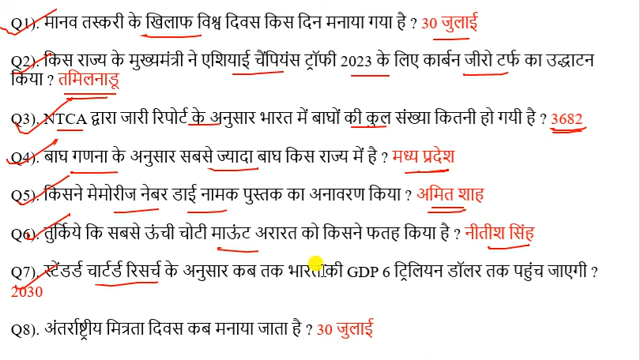 Q1). मानव तस्करी के खिलाफ विश्व दिवस किस दिन मनाया गया है ? 30 जुलाई
Q2). किस राज्य के मुख्यमंत्री ने एशियाई चैंपियंस ट्रॉफी 2023 के लिए कार्बन जीरो टर्फ का उद्घाटन
किया ? तमिलनाडू
Q3). NTCA द्वारा जारी रिपोर्ट के अनुसार भारत में बाघों की कुल संख्या कितनी हो गयी है ? 3682
Q4). बाघ गणना के अनुसार सबसे ज्यादा बाघ किस राज्य में है ? मध्य प्रदेश
Q5). किसने मेमोरीज नेबर डाई नामक पुस्तक का अनावरण किया ? अमित शाह
Q6). तुर्किये कि सबसे ऊंची चोटी माऊंट अरारत को किसने फतह किया है ? नीतीश सिंह
Q7). स्टेंडर्ड चार्टर्ड रिसर्च के अनुसार कब तक भारत की GDP 6 ट्रिलियन डॉलर तक पहुंच जाएगी ?
2030
Q8). अंतर्राष्ट्रीय मित्रता दिवस कब मनाया जाता है ? 30 जुलाई